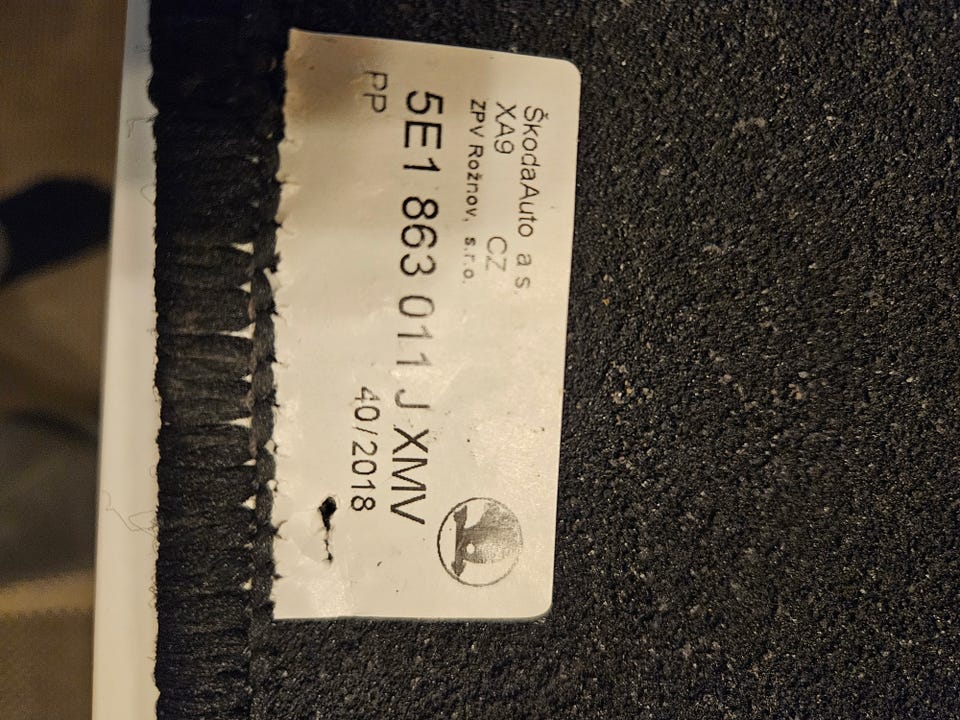 ŠkodaAuto a s.
XA9 CZ
ZPV Rožnov, s.r.o.
5E1 863 011 J XMV
PP 40/2018